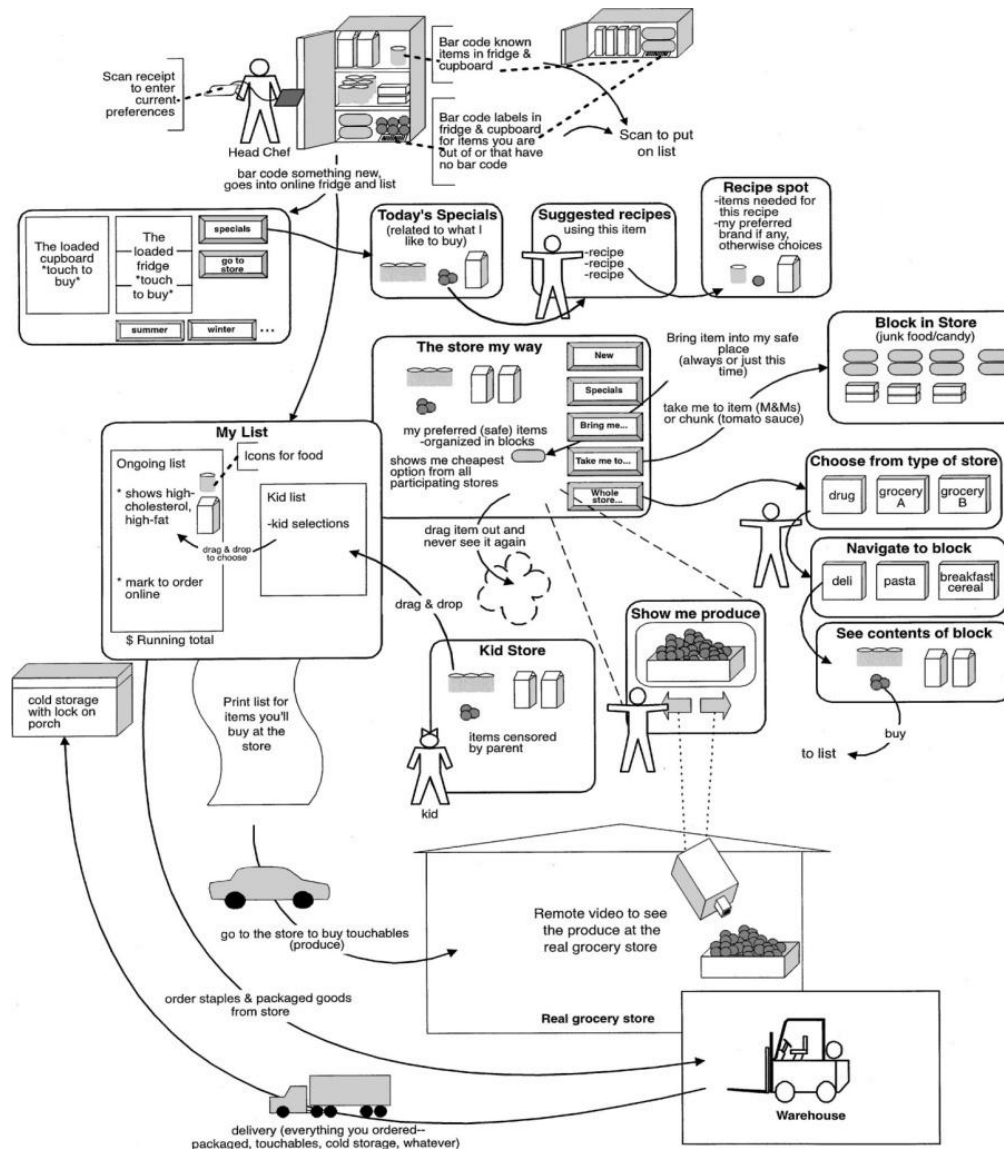 Scan receipt
to enter
current
preferences
Head Chef
Bar code known
items in fridge &
cupboard
Bar code labels in
fridge & cupboard
for items you are
out of or that have
no bar code
Scan to put
on list
bar code something new,
goes into online fridge and list
The loaded
cupboard
*touch to
buy*
The
loaded
fridge
*touch to
buy*
specials
go to
store
summer
winter
...
Today's Specials
(related to what I
like to buy)
Suggested recipes
using this item
-recipe
-recipe
-recipe
Recipe spot
-items needed for
this recipe
-my preferred
brand if any,
otherwise choices
The store my way
my preferred (safe) items
-organized in blocks
shows me cheapest
option from all
participating stores
New
Specials
Bring me...
Take me to...
Whole
store...
Bring item into my safe
place
(always or just this
time)
take me to item (M&Ms)
or chunk (tomato sauce)
Block in Store
(junk food/candy)
Choose from type of store
drug
grocery
A
grocery
B
Navigate to block
deli
pasta
breakfast
cereal
See contents of block
buy
to list
My List
Ongoing list
* shows high-
cholesterol,
high-fat
* mark to order
online
Icons for food
Kid list
-kid selections
drag & drop
to choose
$ Running total
drag item out and
never see it again
drag & drop
Kid Store
items censored
by parent
kid
Show me produce
cold storage
with lock on
porch
Print list for
items you'll
buy at the
store
go to the store to buy touchables
(produce)
Remote video to see
the produce at the
real grocery store
order staples & packaged goods
from store
Real grocery store
Warehouse
delivery (everything you ordered--
packaged, touchables, cold storage, whatever)